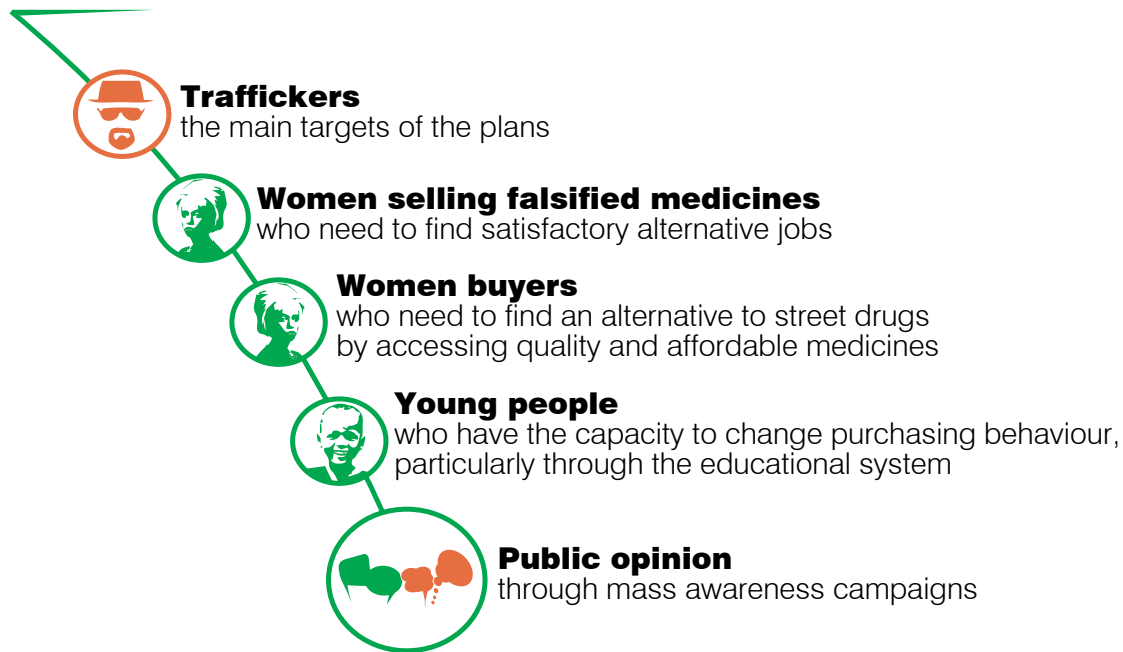 Traffickers
the main targets of the plans
Women selling falsified medicines
who need to find satisfactory alternative jobs
Women buyers
who need to find an alternative to street drugs
by accessing quality and affordable medicines
Young people
who have the capacity to change purchasing behaviour,
particularly through the educational system
Public opinion
through mass awareness campaigns